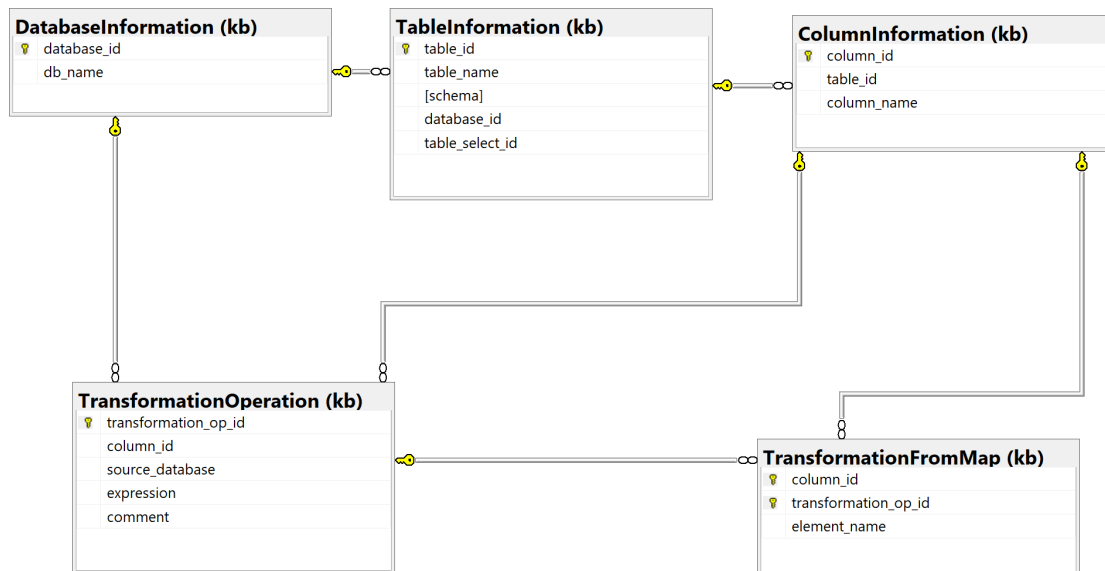 DatabaseInformation (kb)
database_id
db_name
TableInformation (kb)
table_id
table_name
[schema]
database_id
table_select_id
ColumnInformation (kb)
column_id
table_id
column_name
TransformationOperation (kb)
transformation_op_id
column_id
source_database
expression
comment
TransformationFromMap (kb)
column_id
transformation_op_id
element_name